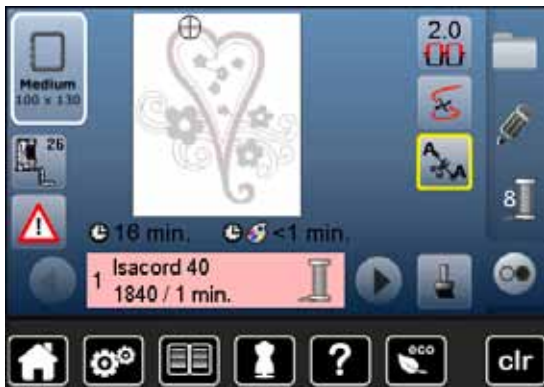 2.0
Medium
100 x 130
A
A
26
8
16 min.
<1 min.
1
Isacord 40
1840 / 1 min.
?
eco
clr